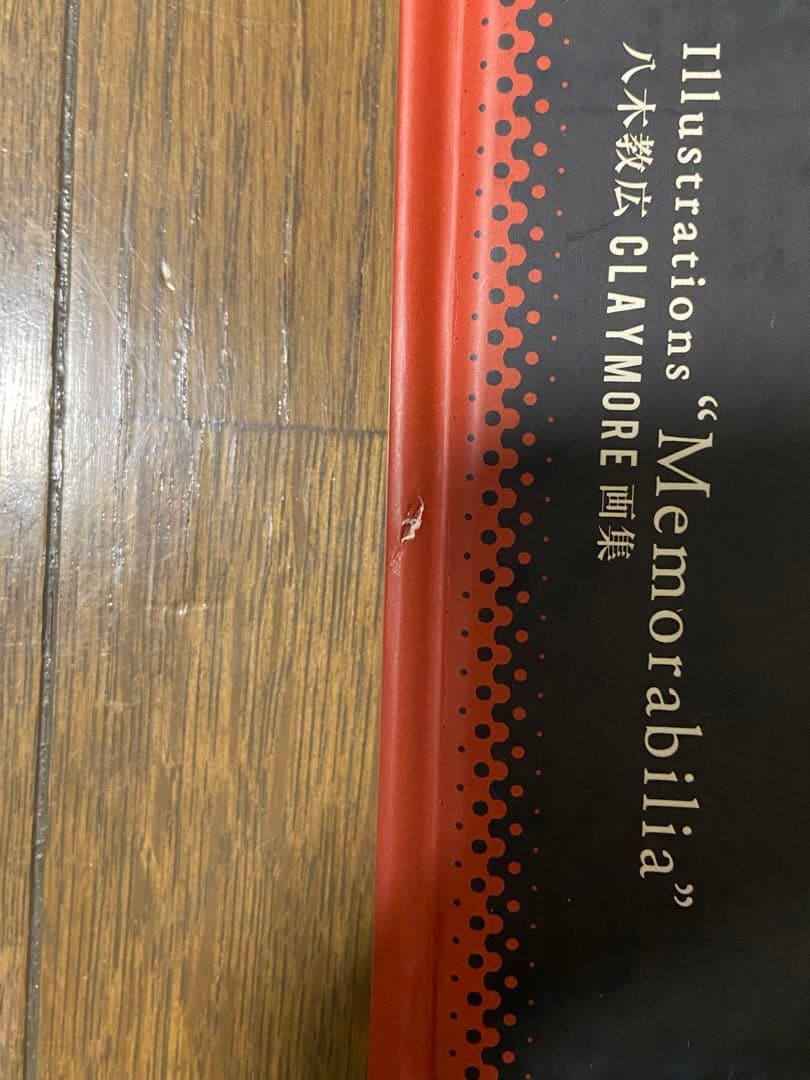 Illustrations “Memorabilia”
八木教広 CLAYMORE 画集